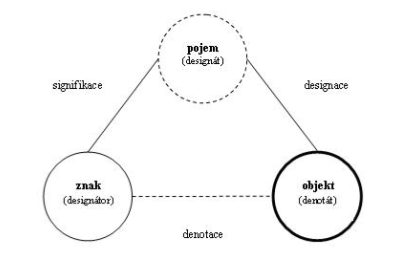 pojem
(designát)
signifikace
designace
znak
(designátor)
objekt
(denotát)
denotace